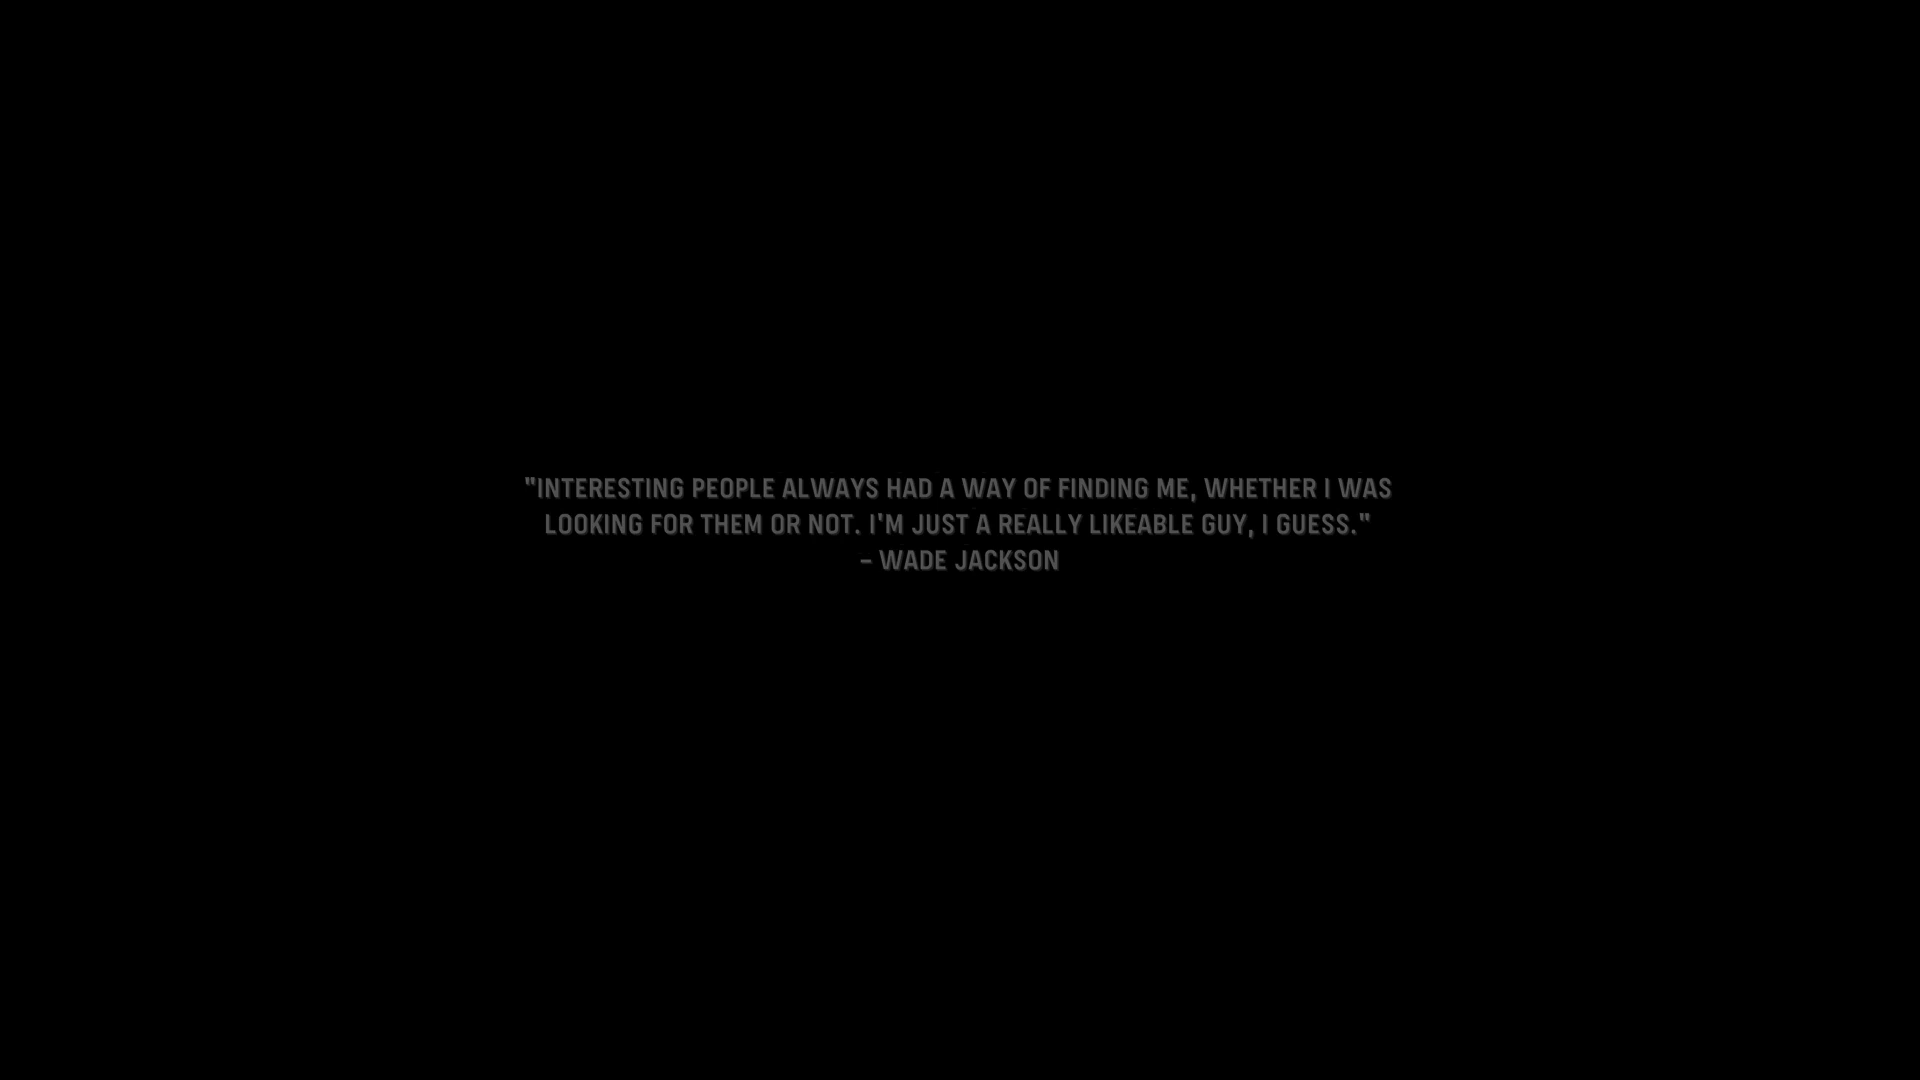 "INTERESTING PEOPLE ALWAYS HAD A WAY OF FINDING ME, WHETHER I WAS
LOOKING FOR THEM OR NOT. I'M JUST A REALLY LIKEABLE GUY, I GUESS."
– WADE JACKSON